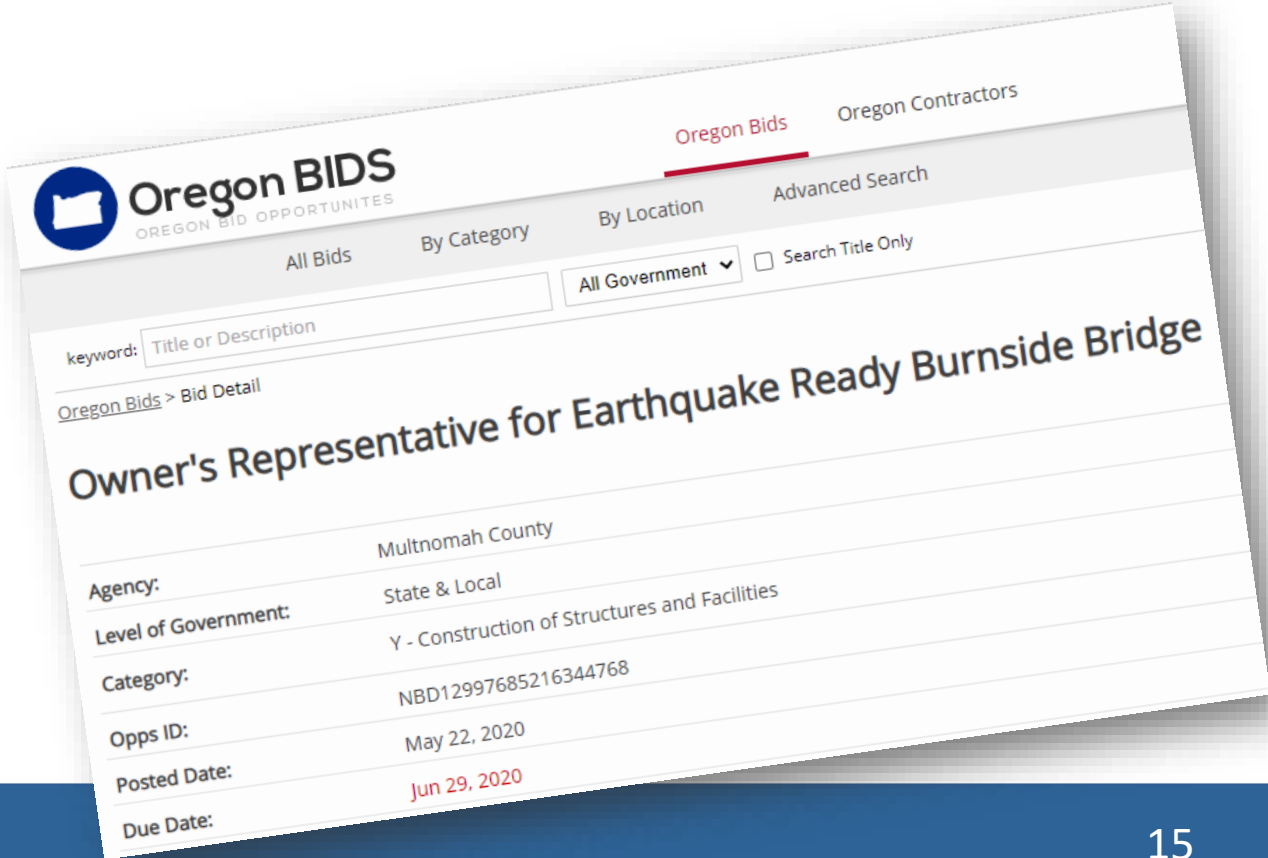 Oregon BIDS
OREGON BID OPPORTUNITES
Oregon Bids Oregon Contractors
All Bids By Category By Location Advanced Search
keyword: Title or Description All Government Search Title Only
Oregon Bids > Bid Detail
Owner's Representative for Earthquake Ready Burnside Bridge
Agency: Multnomah County
Level of Government: State & Local
Category: Y - Construction of Structures and Facilities
Opps ID: NBD12997685216344768
Posted Date: May 22, 2020
Due Date: Jun 29, 2020
15